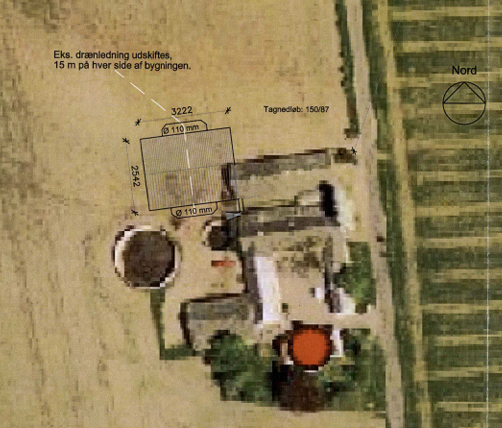 Eks. drænledning udskiftes,
15 m på hver side af bygningen.
Nord
3222
Tagnedløb: 150/87
Ø 110 mm
2542
Ø 110 mm